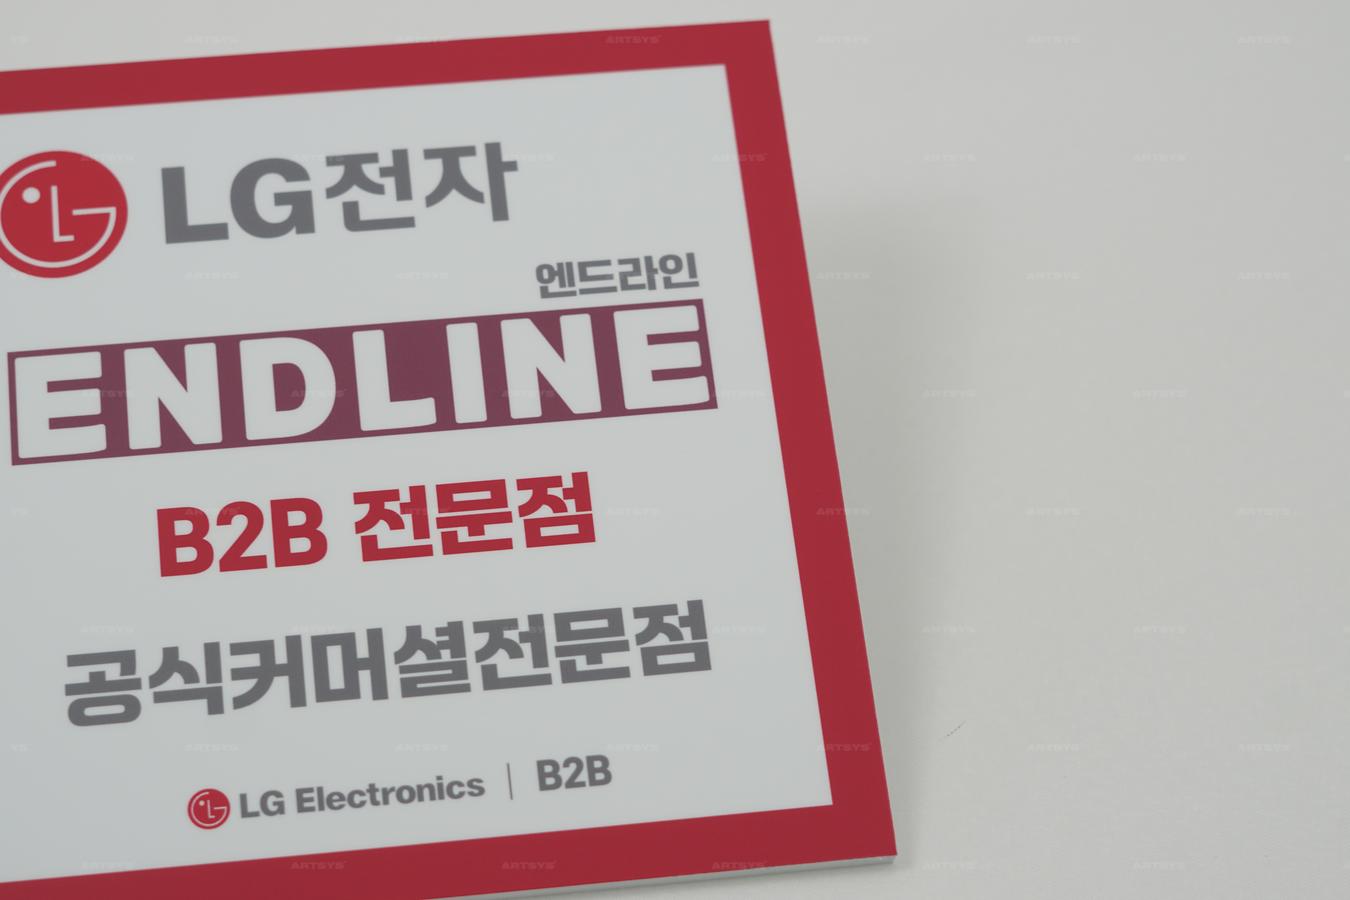 LG전자
엔드라인
ENDLINE
B2B 전문점
공식커머셜전문점
LG Electronics | B2B
ARTSYS